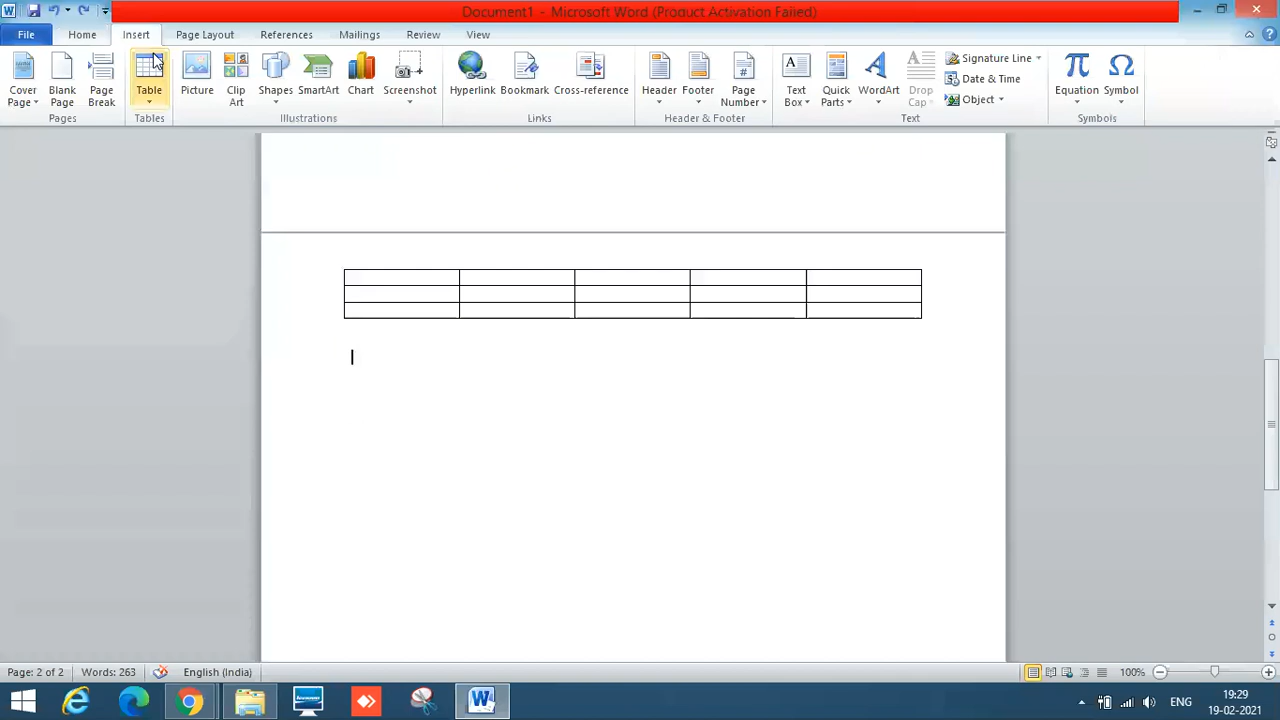 Document1 - Microsoft Word (Product Activation Failed)
File Home Insert Page Layout References Mailings Review View
Cover Page Blank Page Page Break Table Picture Clip Art Shapes SmartArt Chart Screenshot Hyperlink Bookmark Cross-reference Header Footer Page Number Text Box Quick Parts WordArt Drop Cap Signature Line Date & Time Object Equation Symbol
Pages Tables Illustrations Links Header & Footer Text Symbols
Page: 2 of 2 Words: 263 English (India) 100%
ENG 19:29
19-02-2021